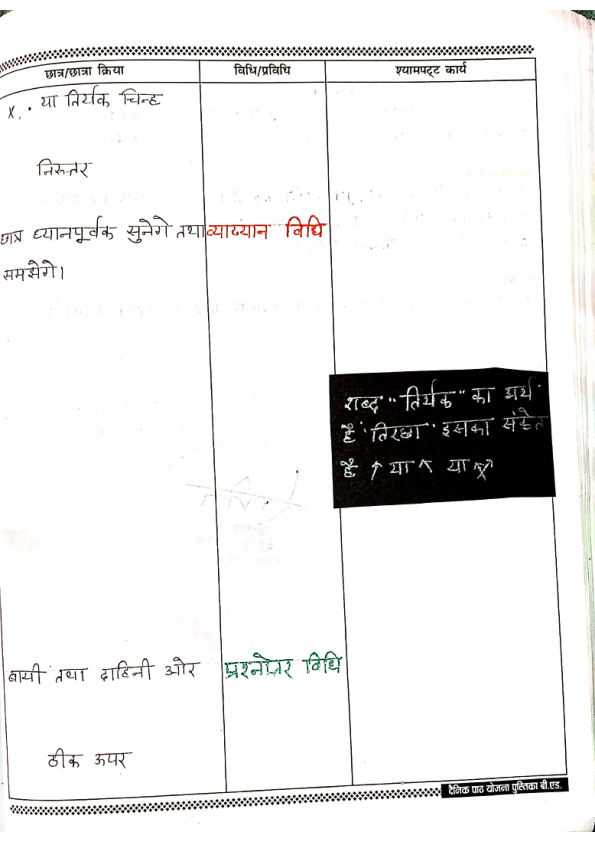 छात्र/छात्रा क्रिया विधि/प्रविधि श्यामपट्ट कार्य
x, • या तिर्यक चिन्ह
निरुतर
छात्र ध्यानपूर्वक सुनेगे तथा व्याख्यान विधि
समझेगे।
शब्द "तिर्यक" का अर्थ
है 'तिरछा' इसका संकेत
है ↑ या ↖ या
बायी तथा दाहिनी ओर प्रश्नोतर विधि
ठीक ऊपर
दैनिक पाठ योजना पुस्तिका बी.एड.